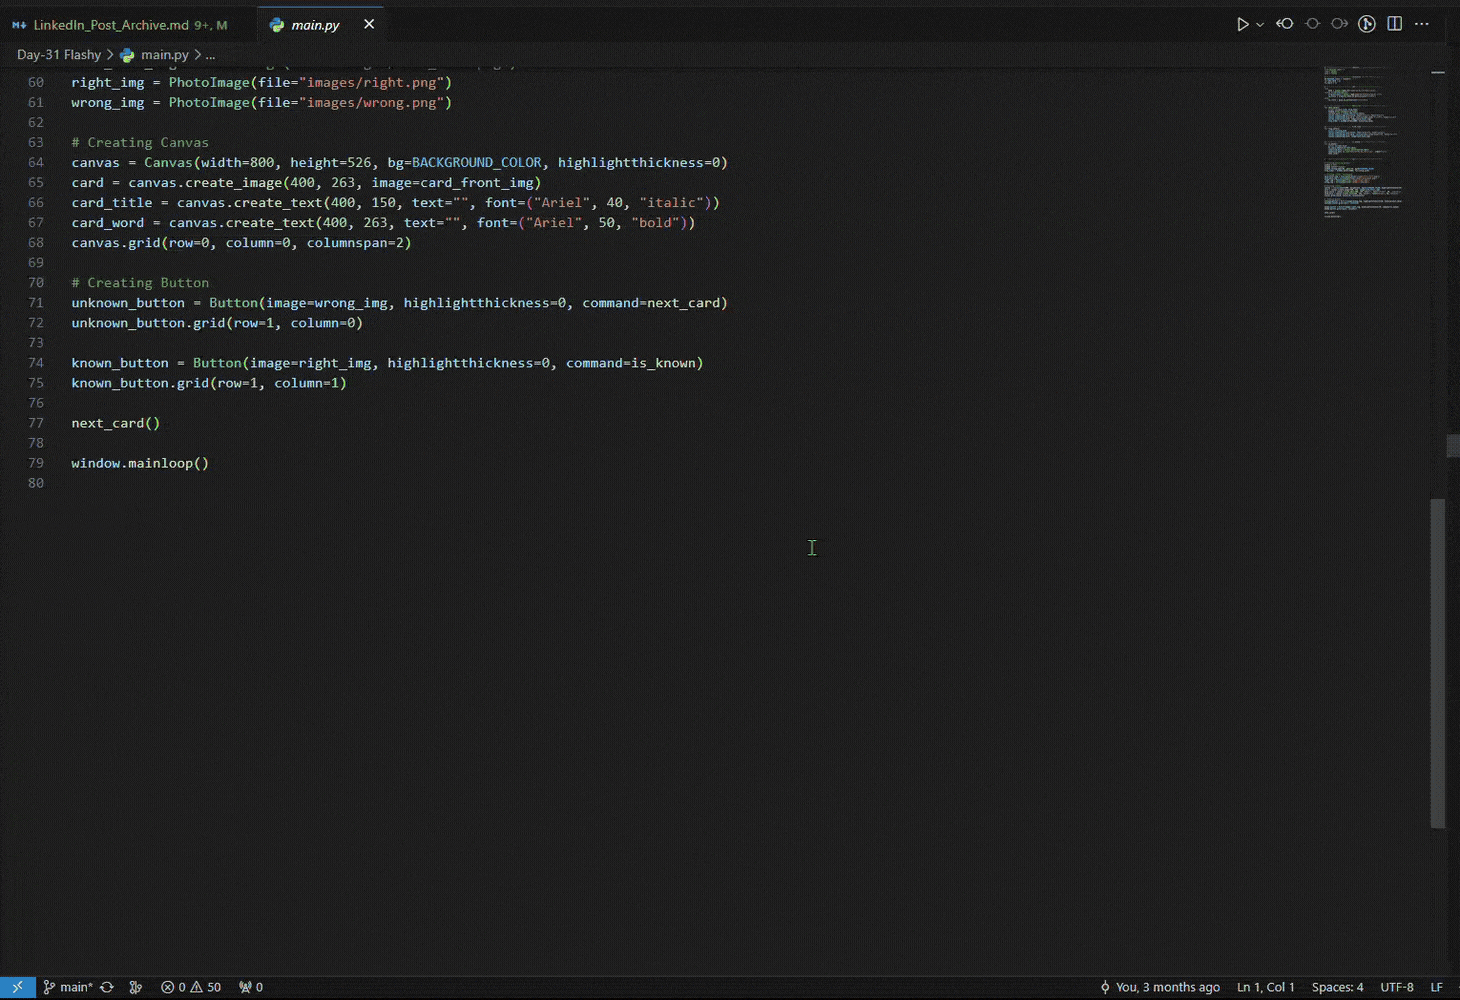 LinkedIn_Post_Archive.md 9+, M
main.py
Day-31 Flashy > main.py > ...
60 right_img = PhotoImage(file="images/right.png")
61 wrong_img = PhotoImage(file="images/wrong.png")
62
63 # Creating Canvas
64 canvas = Canvas(width=800, height=526, bg=BACKGROUND_COLOR, highlightthickness=0)
65 card = canvas.create_image(400, 263, image=card_front_img)
66 card_title = canvas.create_text(400, 150, text="", font=("Ariel", 40, "italic"))
67 card_word = canvas.create_text(400, 263, text="", font=("Ariel", 50, "bold"))
68 canvas.grid(row=0, column=0, columnspan=2)
69
70 # Creating Button
71 unknown_button = Button(image=wrong_img, highlightthickness=0, command=next_card)
72 unknown_button.grid(row=1, column=0)
73
74 known_button = Button(image=right_img, highlightthickness=0, command=is_known)
75 known_button.grid(row=1, column=1)
76
77 next_card()
78
79 window.mainloop()
80
main* 0 50 0 You, 3 months ago Ln 1, Col 1 Spaces: 4 UTF-8 LF